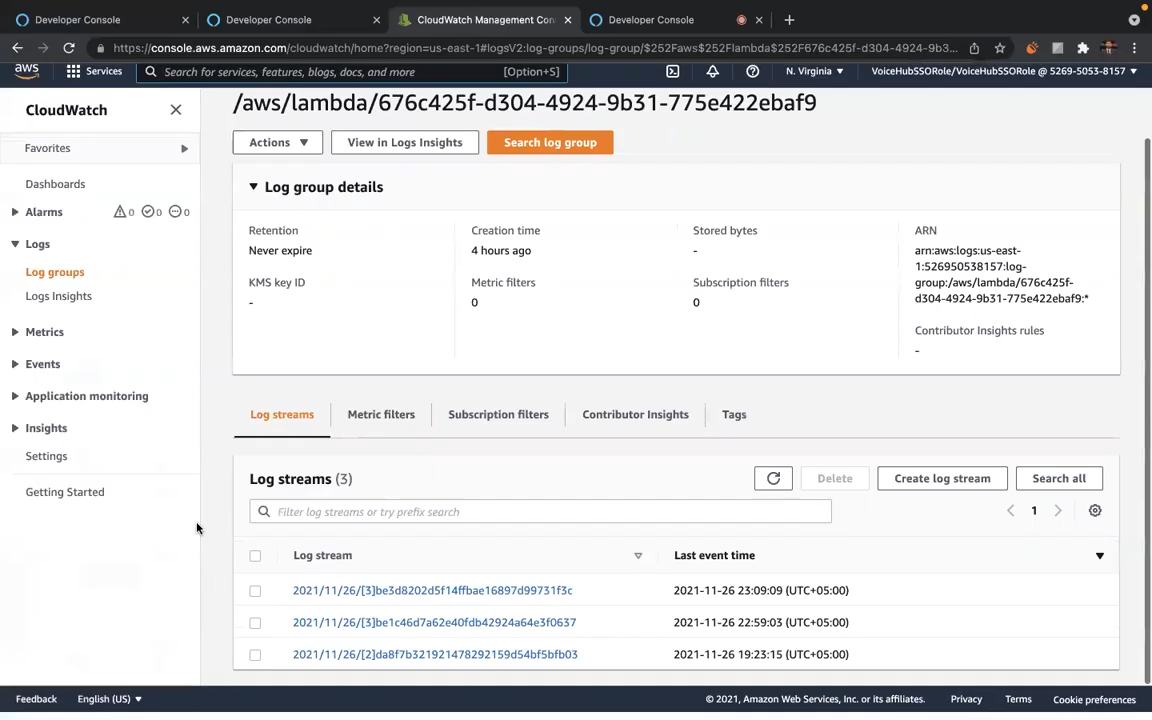 Developer Console
Developer Console
CloudWatch Management Con
Developer Console
https://console.aws.amazon.com/cloudwatch/home?region=us-east-1#logsV2:log-groups/log-group/$252Faws$252Flambda$252F676c425f-d304-4924-9b3...
aws
Services
Search for services, features, blogs, docs, and more
[Option+S]
N. Virginia
VoiceHubSSORole/VoiceHubSSORole @ 5269-5053-8157
CloudWatch
Favorites
Dashboards
Alarms
0
0
0
Logs
Log groups
Logs Insights
Metrics
Events
Application monitoring
Insights
Settings
Getting Started
/aws/lambda/676c425f-d304-4924-9b31-775e422ebaf9
Actions
View in Logs Insights
Search log group
Log group details
Retention
Never expire
KMS key ID
-
Creation time
4 hours ago
Metric filters
0
Stored bytes
-
Subscription filters
0
ARN
arn:aws:logs:us-east-
1:526950538157:log-
group:/aws/lambda/676c425f-
d304-4924-9b31-775e422ebaf9:*
Contributor Insights rules
-
Log streams
Metric filters
Subscription filters
Contributor Insights
Tags
Log streams (3)
Delete
Create log stream
Search all
Filter log streams or try prefix search
1
Log stream
Last event time
2021/11/26/[3]be3d8202d5f14ffbae16897d99731f3c
2021-11-26 23:09:09 (UTC+05:00)
2021/11/26/[3]be1c46d7a62e40fdb42924a64e3f0637
2021-11-26 22:59:03 (UTC+05:00)
2021/11/26/[2]da8f7b321921478292159d54bf5bfb03
2021-11-26 19:23:15 (UTC+05:00)
Feedback
English (US)
© 2021, Amazon Web Services, Inc. or its affiliates.
Privacy
Terms
Cookie preferences